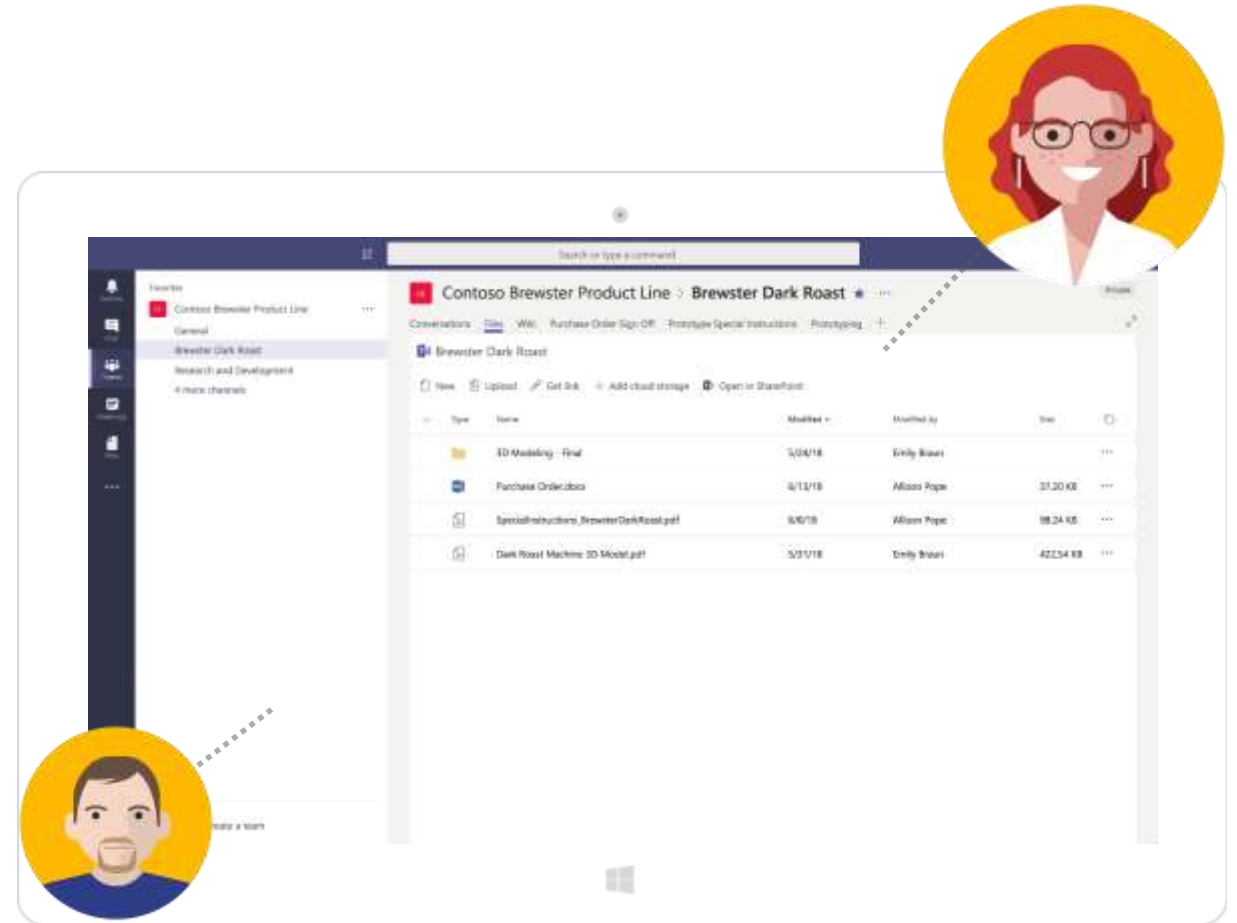 Search or type a command
Favorites
Contoso Brewster Product Line ...
General
Brewster Dark Roast
Research and Development
4 more channels
Contoso Brewster Product Line > Brewster Dark Roast ★ ...
Private
Conversations Files Wiki Purchase Order Sign Off Prototype Special Instructions Prototyping +
Brewster Dark Roast
New Upload Get link + Add cloud storage Open in SharePoint
Type Name Modified Modified by Size
3D Modeling - Final 5/24/18 Emily Braun ...
Purchase Order.docx 6/13/18 Allison Pope 37.20 KB ...
SpecialInstructions_BrewsterDarkRoast.pdf 6/6/18 Allison Pope 98.24 KB ...
Dark Roast Machine 3D Model.pdf 5/31/18 Emily Braun 422.54 KB ...
create a team